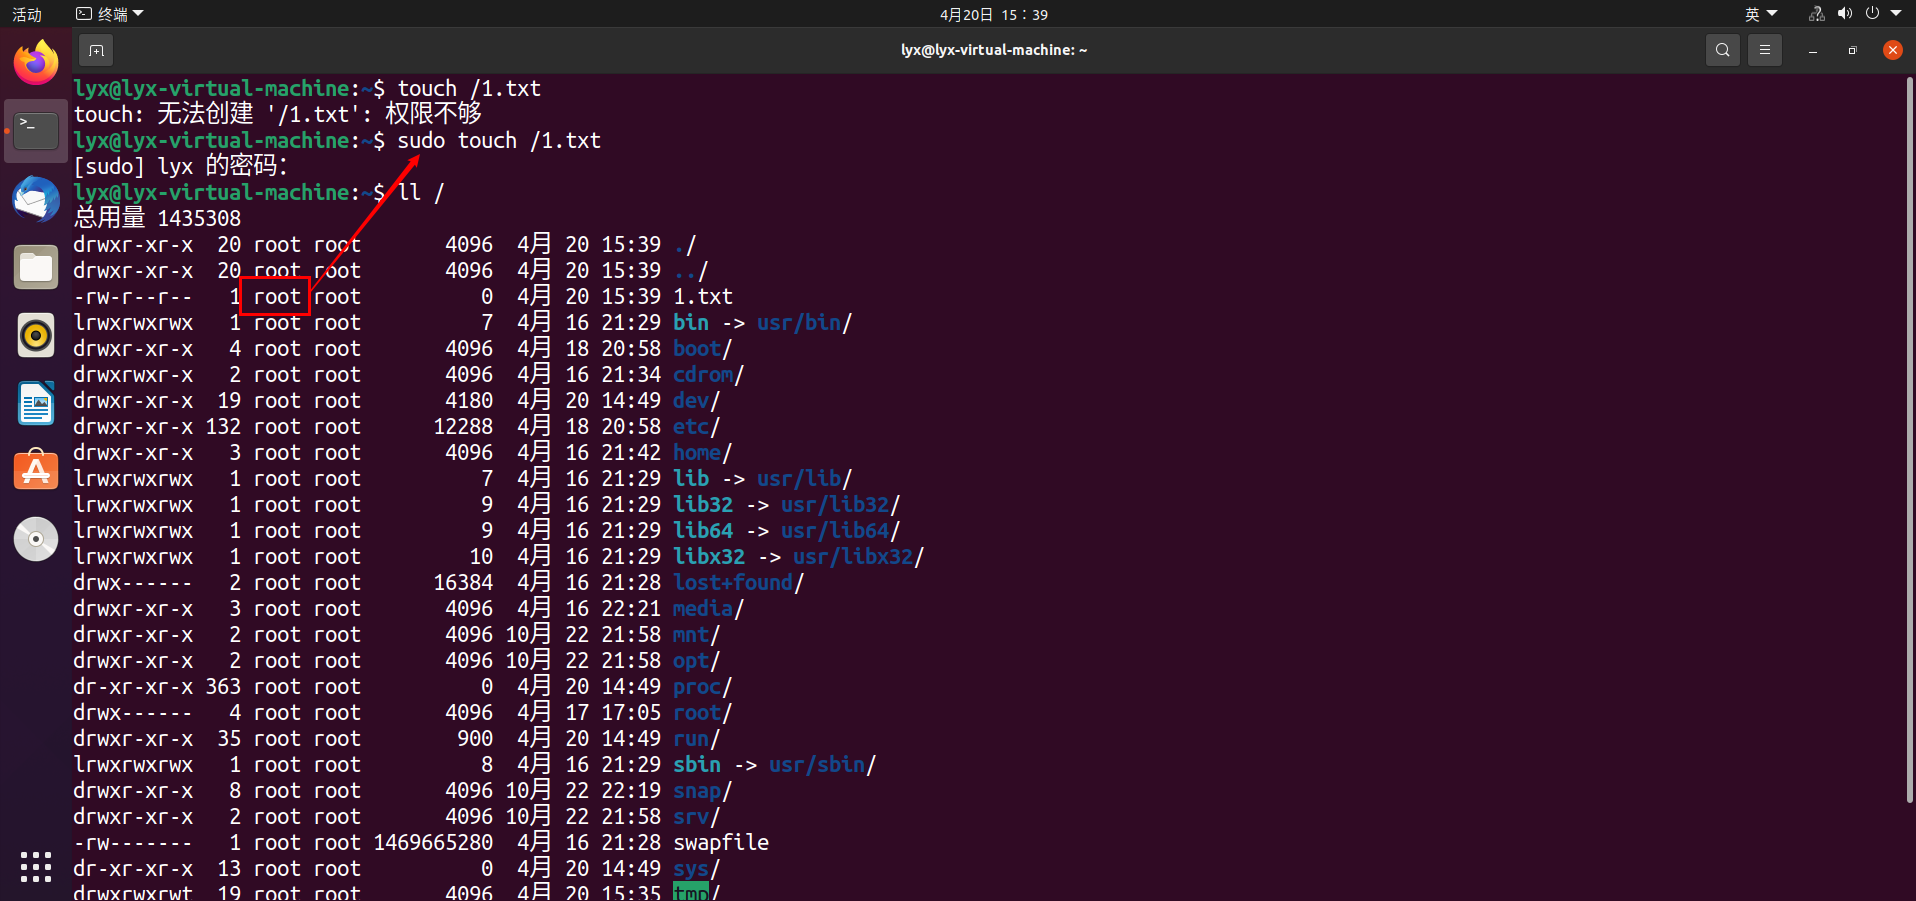 活动 终端 4月20日 15：39 英
lyx@lyx-virtual-machine: ~
lyx@lyx-virtual-machine:~$ touch /1.txt
touch: 无法创建 '/1.txt': 权限不够
lyx@lyx-virtual-machine:~$ sudo touch /1.txt
[sudo] lyx 的密码：
lyx@lyx-virtual-machine:~$ ll /
总用量 1435308
drwxr-xr-x  20 root root       4096  4月 20 15:39 ./
drwxr-xr-x  20 root root       4096  4月 20 15:39 ../
-rw-r--r--   1 root root          0  4月 20 15:39 1.txt
lrwxrwxrwx   1 root root          7  4月 16 21:29 bin -> usr/bin/
drwxr-xr-x   4 root root       4096  4月 18 20:58 boot/
drwxrwxr-x   2 root root       4096  4月 16 21:34 cdrom/
drwxr-xr-x  19 root root       4180  4月 20 14:49 dev/
drwxr-xr-x 132 root root      12288  4月 18 20:58 etc/
drwxr-xr-x   3 root root       4096  4月 16 21:42 home/
lrwxrwxrwx   1 root root          7  4月 16 21:29 lib -> usr/lib/
lrwxrwxrwx   1 root root          9  4月 16 21:29 lib32 -> usr/lib32/
lrwxrwxrwx   1 root root          9  4月 16 21:29 lib64 -> usr/lib64/
lrwxrwxrwx   1 root root         10  4月 16 21:29 libx32 -> usr/libx32/
drwx------   2 root root      16384  4月 16 21:28 lost+found/
drwxr-xr-x   3 root root       4096  4月 16 22:21 media/
drwxr-xr-x   2 root root       4096 10月 22 21:58 mnt/
drwxr-xr-x   2 root root       4096 10月 22 21:58 opt/
dr-xr-xr-x 363 root root          0  4月 20 14:49 proc/
drwx------   4 root root       4096  4月 17 17:05 root/
drwxr-xr-x  35 root root        900  4月 20 14:49 run/
lrwxrwxrwx   1 root root          8  4月 16 21:29 sbin -> usr/sbin/
drwxr-xr-x   8 root root       4096 10月 22 22:19 snap/
drwxr-xr-x   2 root root       4096 10月 22 21:58 srv/
-rw-------   1 root root 1469665280  4月 16 21:28 swapfile
dr-xr-xr-x  13 root root          0  4月 20 14:49 sys/
drwxrwxrwt  19 root root       4096  4月 20 15:35 tmp/